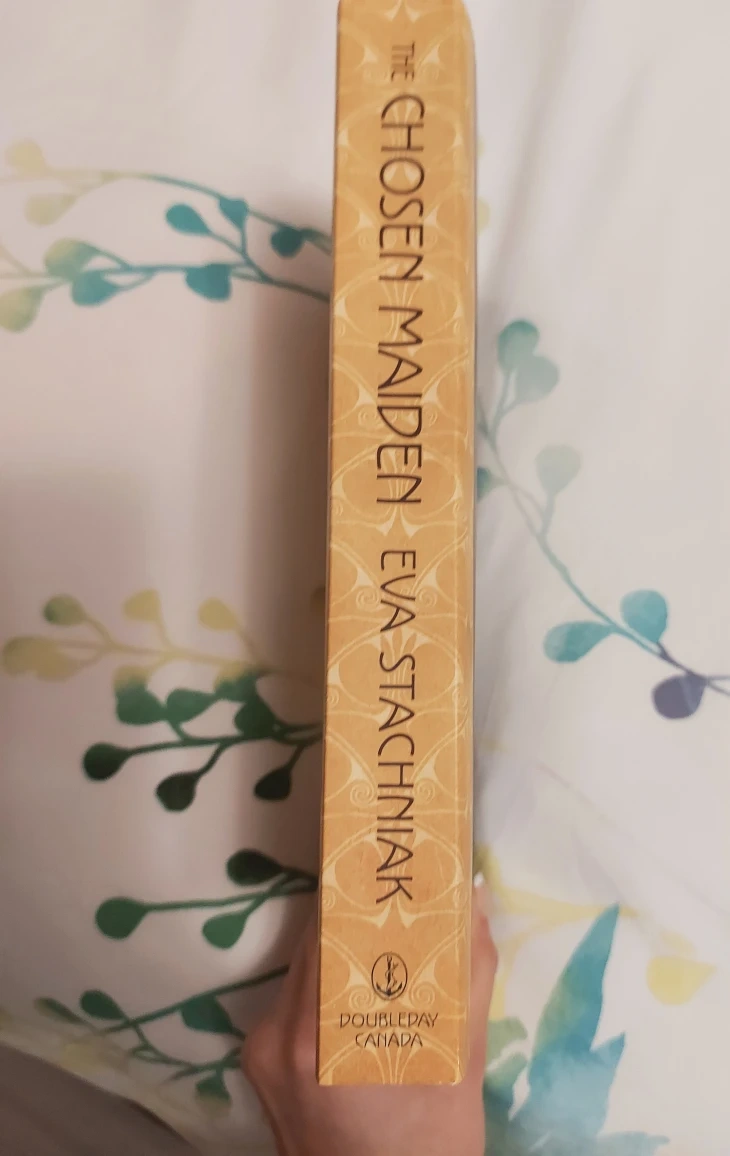 THE CHOSEN MAIDEN EVA STACHNIAK
DOUBLEDAY
CANADA